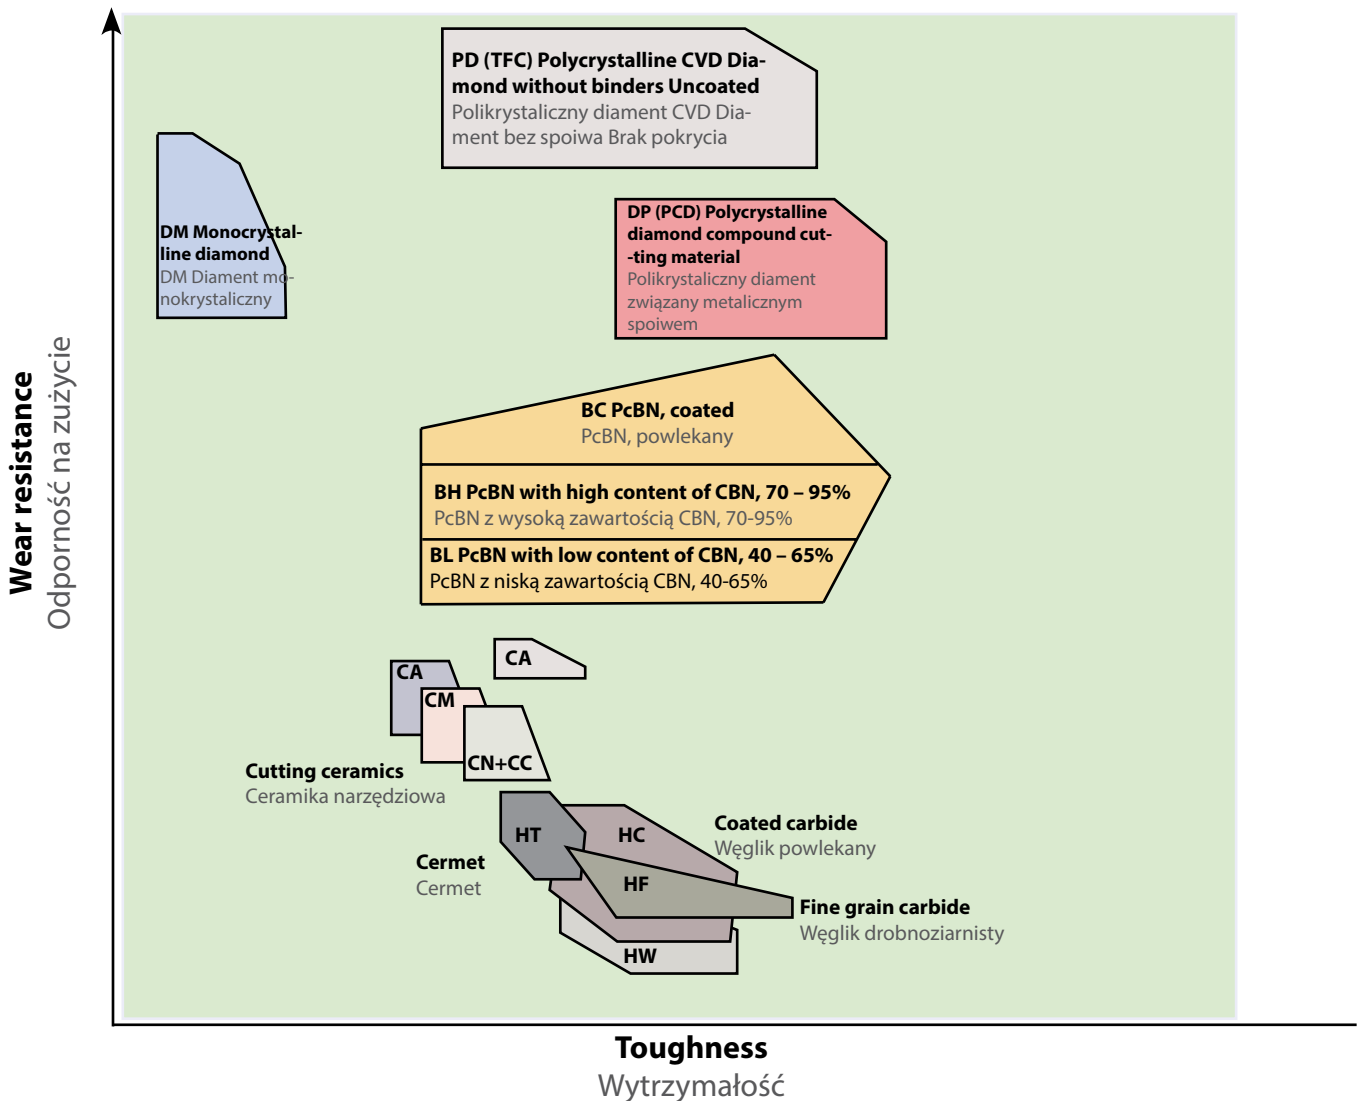 PD (TFC) Polycrystalline CVD Dia-
mond without binders Uncoated
Polikrystaliczny diament CVD Dia-
ment bez spoiwa Brak pokrycia
DM Monocrystal-
line diamond
DM Diament mo-
nokrystaliczny
DP (PCD) Polycrystalline
diamond compound cut-
-ting material
Polikrystaliczny diament
związany metalicznym
spoiwem
Wear resistance
Odporność na zużycie
BC PcBN, coated
PcBN, powlekany
BH PcBN with high content of CBN, 70 – 95%
PcBN z wysoką zawartością CBN, 70-95%
BL PcBN with low content of CBN, 40 – 65%
PcBN z niską zawartością CBN, 40-65%
CA
CA
CM
CN+CC
Cutting ceramics
Ceramika narzędziowa
HT
HC
Coated carbide
Węglik powlekany
Cermet
Cermet
HF
Fine grain carbide
Węglik drobnoziarnisty
HW
Toughness
Wytrzymałość